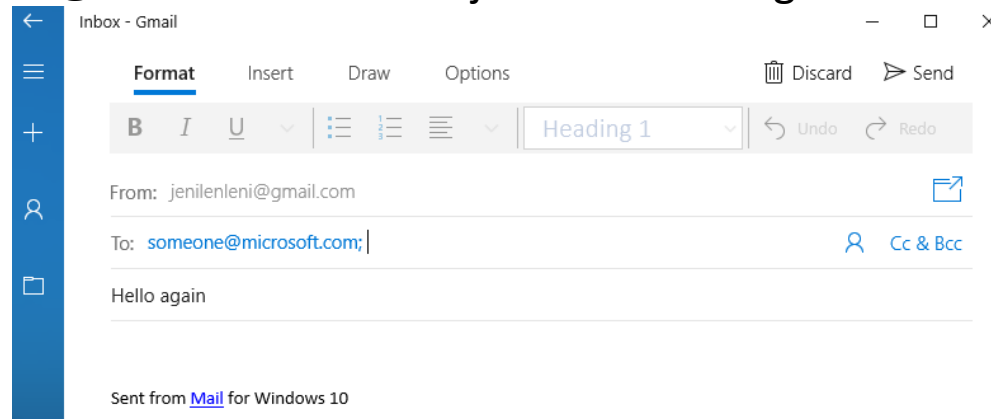 Inbox - Gmail
Format Insert Draw Options Discard Send
B I U Heading 1 Undo Redo
From: jenilenleni@gmail.com
To: someone@microsoft.com; Cc & Bcc
Hello again
Sent from Mail for Windows 10